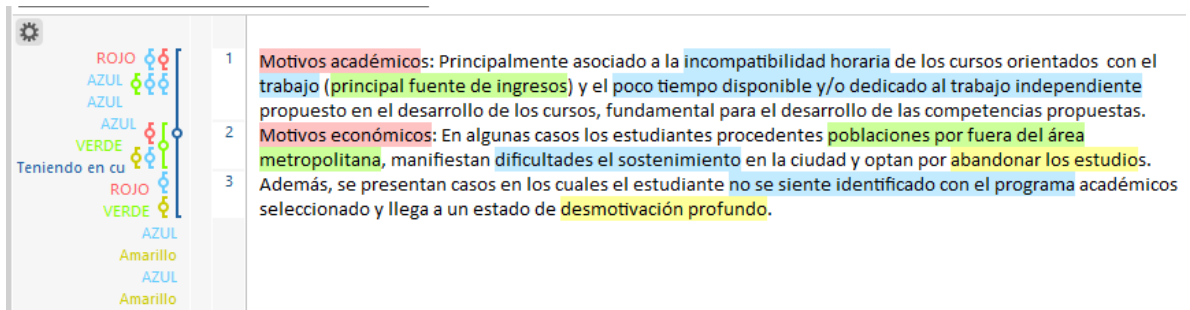 ROJO
AZUL
AZUL
AZUL
VERDE
Teniendo en cu
ROJO
VERDE
AZUL
Amarillo
AZUL
Amarillo
1 Motivos académicos: Principalmente asociado a la incompatibilidad horaria de los cursos orientados con el
trabajo (principal fuente de ingresos) y el poco tiempo disponible y/o dedicado al trabajo independiente
propuesto en el desarrollo de los cursos, fundamental para el desarrollo de las competencias propuestas.
2 Motivos económicos: En algunas casos los estudiantes procedentes poblaciones por fuera del área
metropolitana, manifiestan dificultades el sostenimiento en la ciudad y optan por abandonar los estudios.
3 Además, se presentan casos en los cuales el estudiante no se siente identificado con el programa académicos
seleccionado y llega a un estado de desmotivación profundo.